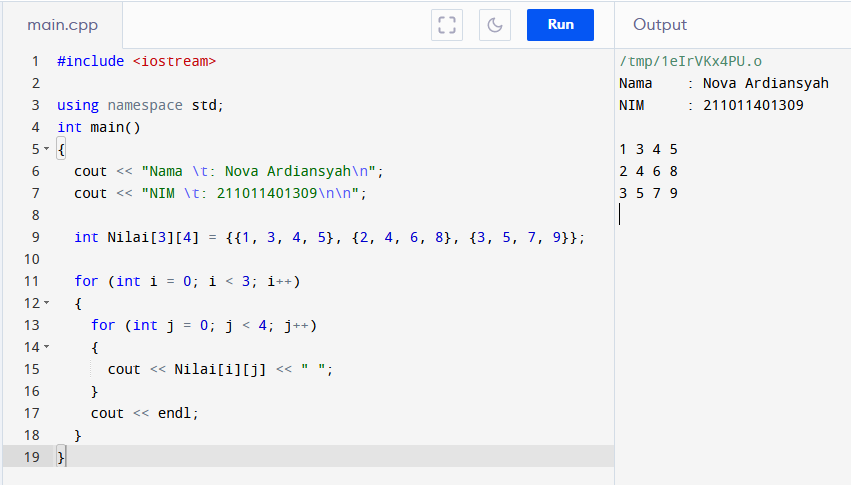 main.cpp
Run
Output
1 #include <iostream>
2
3 using namespace std;
4 int main()
5 {
6   cout << "Nama \t: Nova Ardiansyah\n";
7   cout << "NIM \t: 211011401309\n\n";
8
9   int Nilai[3][4] = {{1, 3, 4, 5}, {2, 4, 6, 8}, {3, 5, 7, 9}};
10
11   for (int i = 0; i < 3; i++)
12   {
13     for (int j = 0; j < 4; j++)
14     {
15       cout << Nilai[i][j] << " ";
16     }
17     cout << endl;
18   }
19 }
/tmp/1eIrVKx4PU.o
Nama    : Nova Ardiansyah
NIM     : 211011401309
1 3 4 5
2 4 6 8
3 5 7 9